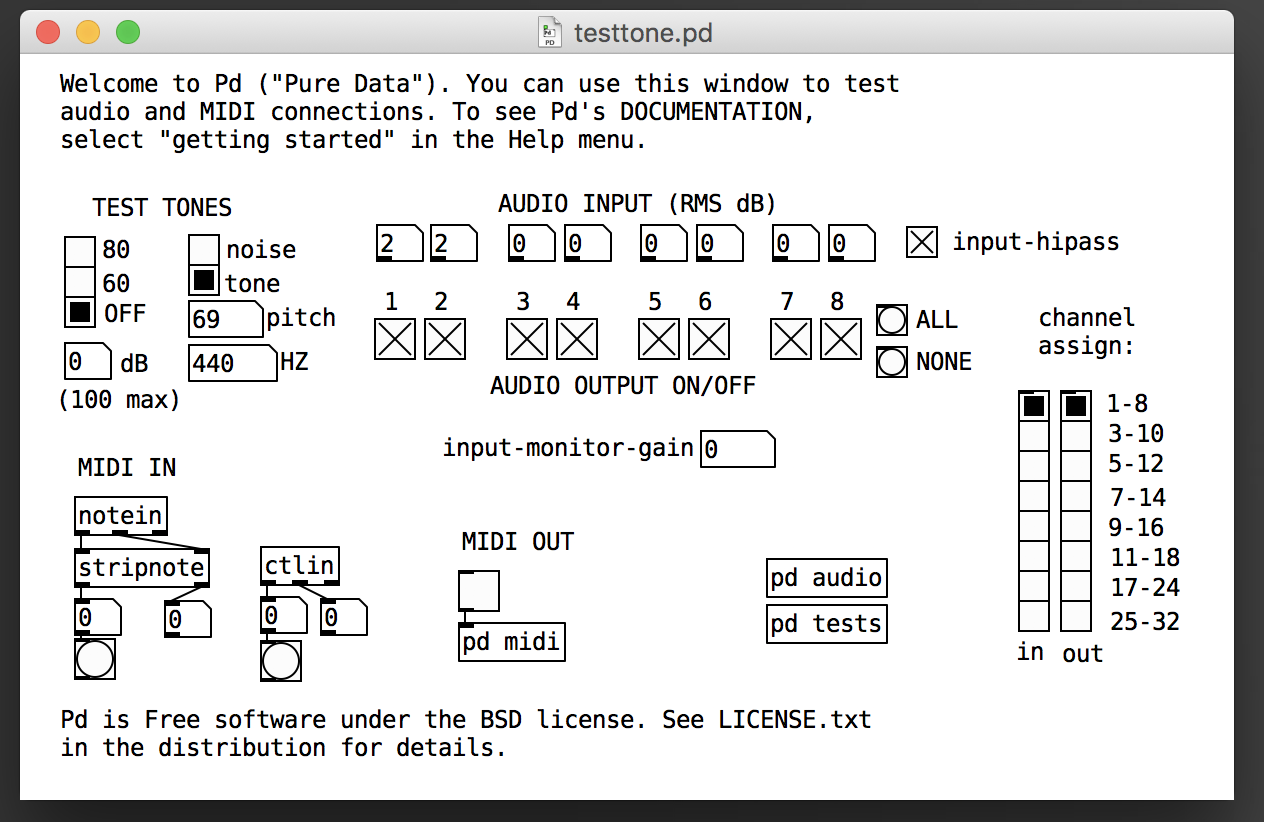 testtone.pd
Welcome to Pd ("Pure Data"). You can use this window to test
audio and MIDI connections. To see Pd's DOCUMENTATION,
select "getting started" in the Help menu.
TEST TONES
80
60
OFF
noise
tone
69 pitch
440 HZ
0 dB
(100 max)
AUDIO INPUT (RMS dB)
2 2 0 0 0 0 0 0
input-hipass
1 2 3 4 5 6 7 8
ALL
NONE
AUDIO OUTPUT ON/OFF
input-monitor-gain 0
channel
assign:
1-8
3-10
5-12
7-14
9-16
11-18
17-24
25-32
in out
MIDI IN
notein
stripnote
0 0
ctlin
0 0
MIDI OUT
pd midi
pd audio
pd tests
Pd is Free software under the BSD license. See LICENSE.txt
in the distribution for details.